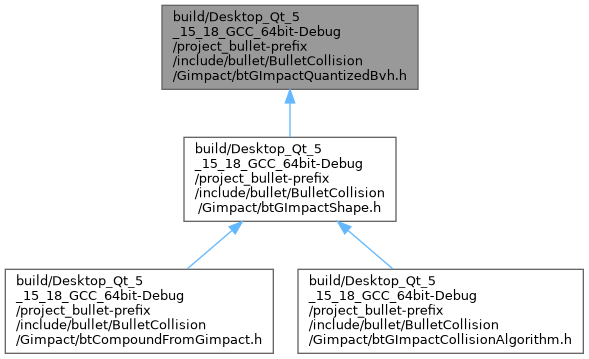 build/Desktop_Qt_5
_15_18_GCC_64bit-Debug
/project_bullet-prefix
/include/bullet/BulletCollision
/Gimpact/btGImpactQuantizedBvh.h
build/Desktop_Qt_5
_15_18_GCC_64bit-Debug
/project_bullet-prefix
/include/bullet/BulletCollision
/Gimpact/btGImpactShape.h
build/Desktop_Qt_5
_15_18_GCC_64bit-Debug
/project_bullet-prefix
/include/bullet/BulletCollision
/Gimpact/btCompoundFromGimpact.h
build/Desktop_Qt_5
_15_18_GCC_64bit-Debug
/project_bullet-prefix
/include/bullet/BulletCollision
/Gimpact/btGImpactCollisionAlgorithm.h